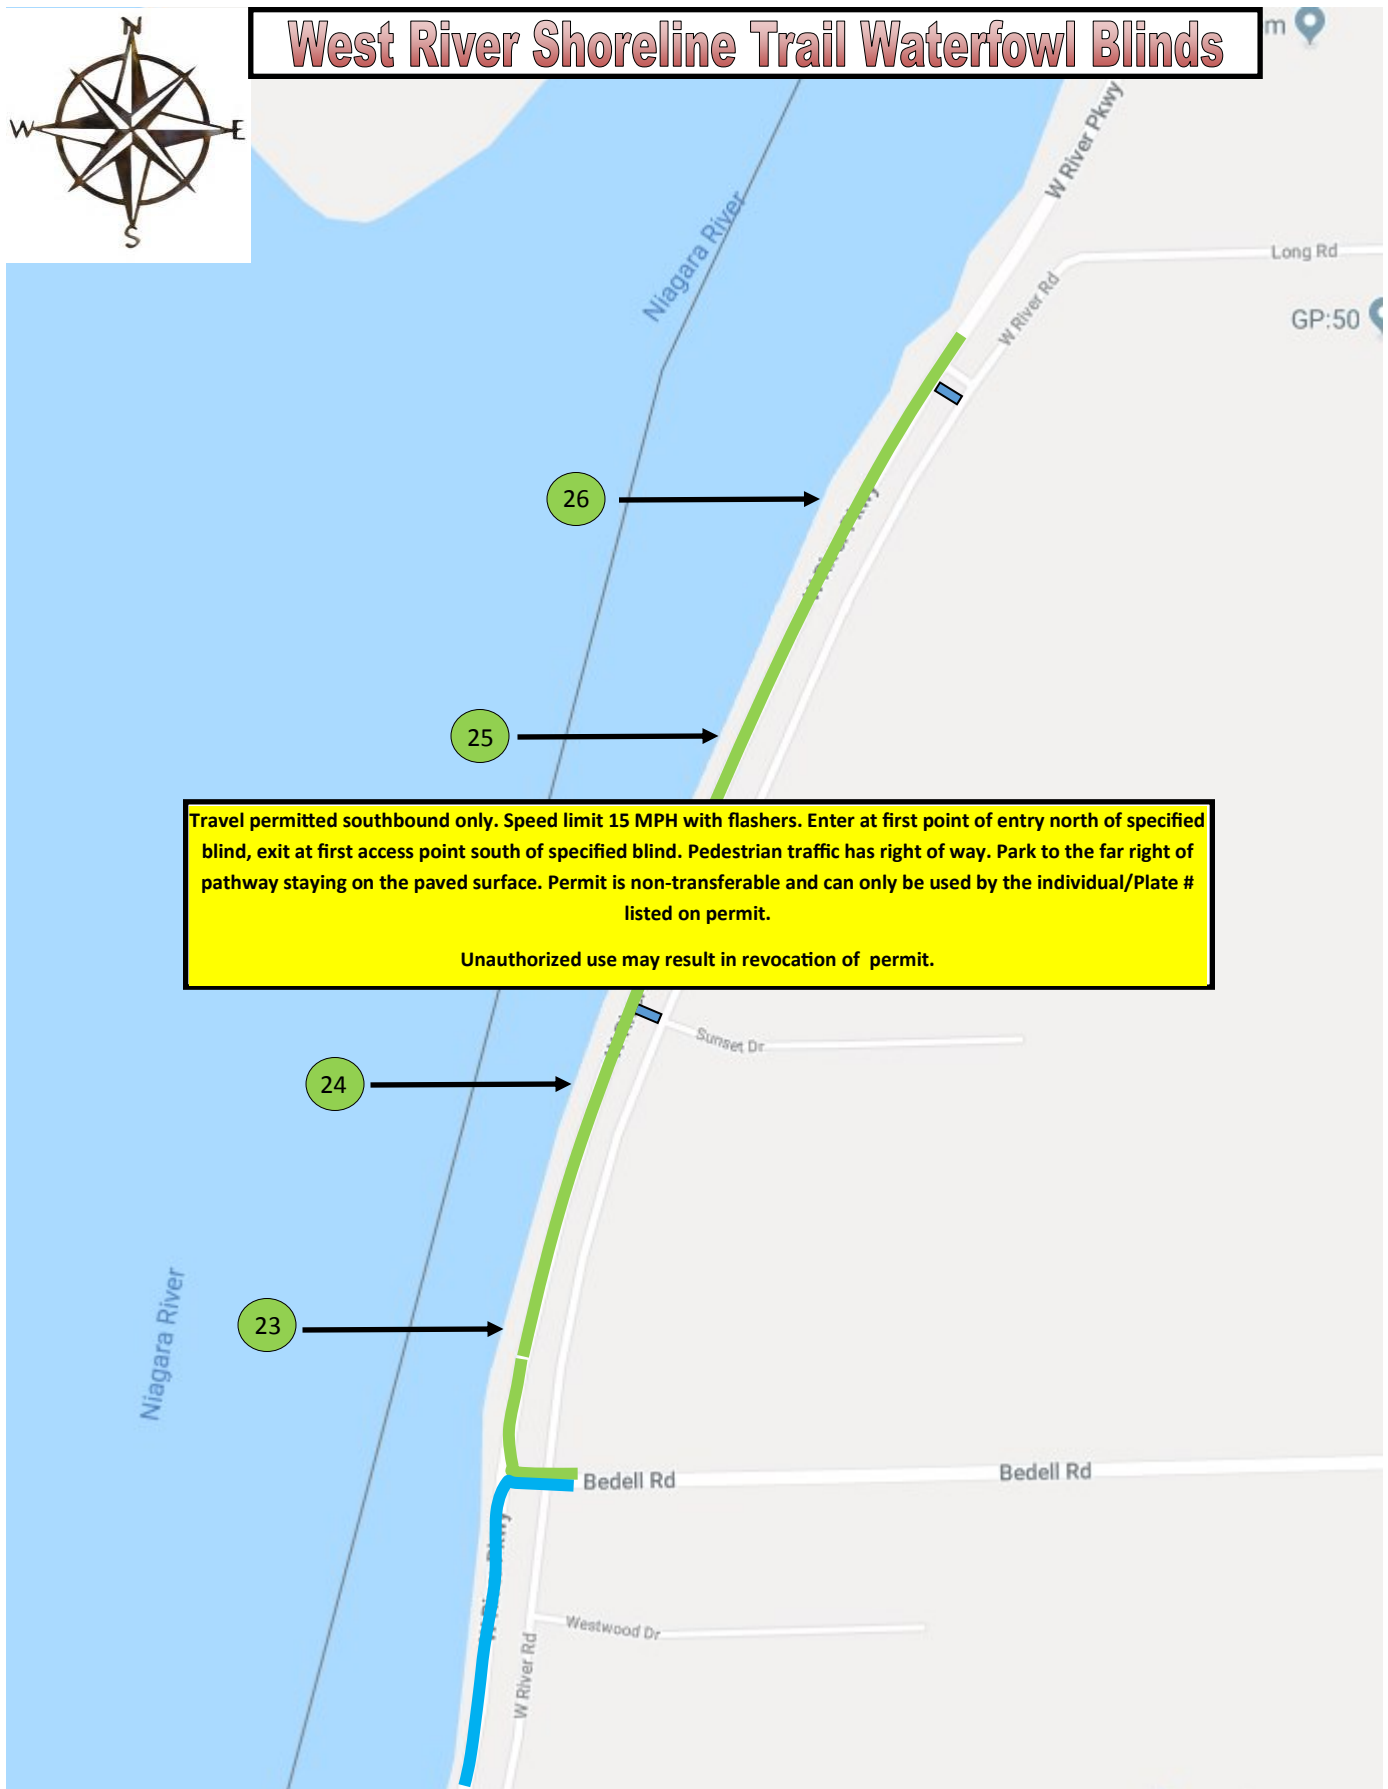 N
W
E
S
West River Shoreline Trail Waterfowl Blinds
m
W River Pkwy
Niagara River
Long Rd
W River Rd
GP:50
26
W River Pkwy
25
Travel permitted southbound only. Speed limit 15 MPH with flashers. Enter at first point of entry north of specified
blind, exit at first access point south of specified blind. Pedestrian traffic has right of way. Park to the far right of
pathway staying on the paved surface. Permit is non-transferable and can only be used by the individual/Plate #
listed on permit.
Unauthorized use may result in revocation of permit.
Sunset Dr
24
Niagara River
23
Bedell Rd
Bedell Rd
W River Pkwy
Westwood Dr
W River Rd